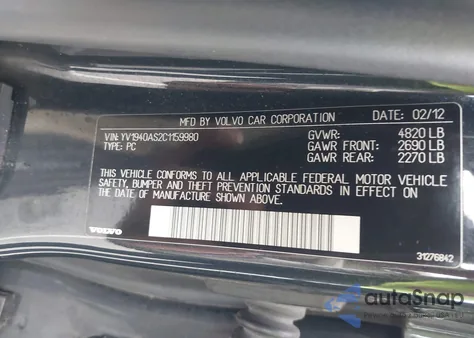 MFD BY VOLVO CAR CORPORATION DATE: 02/12
VIN: YV1940AS2C1159980 GVWR: 4820 LB
TYPE: PC GAWR FRONT: 2690 LB
GAWR REAR: 2270 LB
THIS VEHICLE CONFORMS TO ALL APPLICABLE FEDERAL MOTOR VEHICLE
SAFETY, BUMPER AND THEFT PREVENTION STANDARDS IN EFFECT ON
THE DATE OF MANUFACTURE SHOWN ABOVE.
VOLVO 31276842
autoSnap